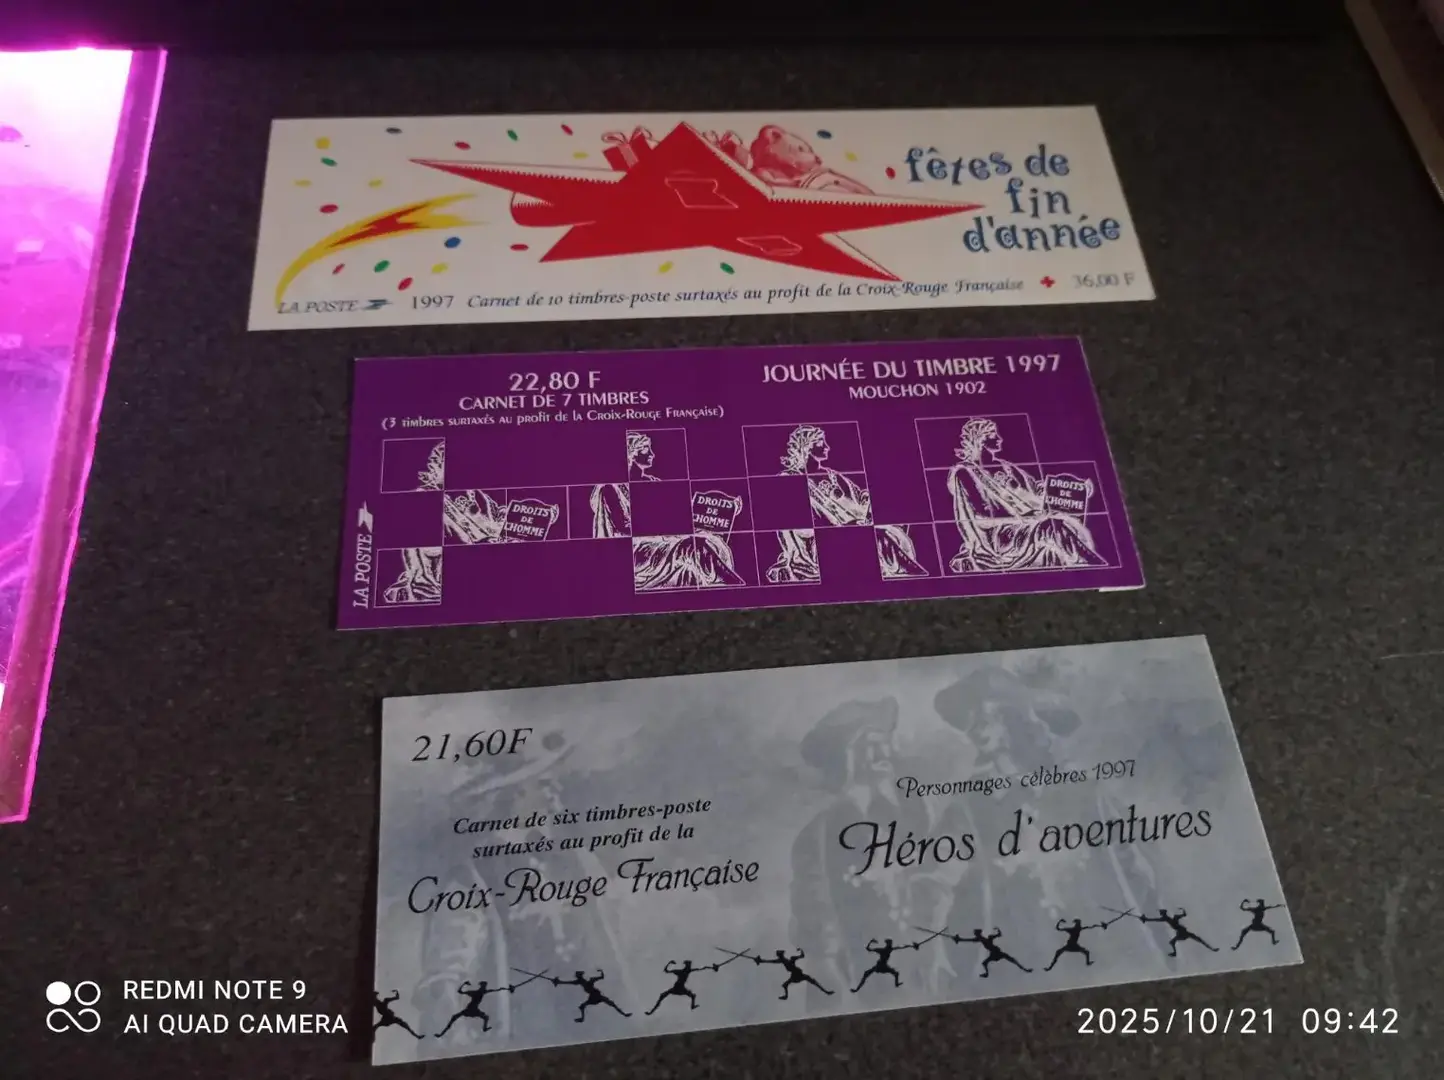 fêtes de
fin
d'année
LA POSTE 1997 Carnet de 10 timbres-poste surtaxés au profit de la Croix-Rouge Française 36,00 F
22,80 F
CARNET DE 7 TIMBRES
(3 TIMBRES SURTAXÉS AU PROFIT DE LA CROIX-ROUGE FRANÇAISE)
JOURNÉE DU TIMBRE 1997
MOUCHON 1902
DROITS
DE
L'HOMME
DROITS
DE
L'HOMME
DROITS
DE
L'HOMME
LA POSTE
21,60F
Carnet de six timbres-poste
surtaxés au profit de la
Croix-Rouge Française
Personnages célèbres 1997
Héros d'aventures
REDMI NOTE 9
AI QUAD CAMERA
2025/10/21 09:42